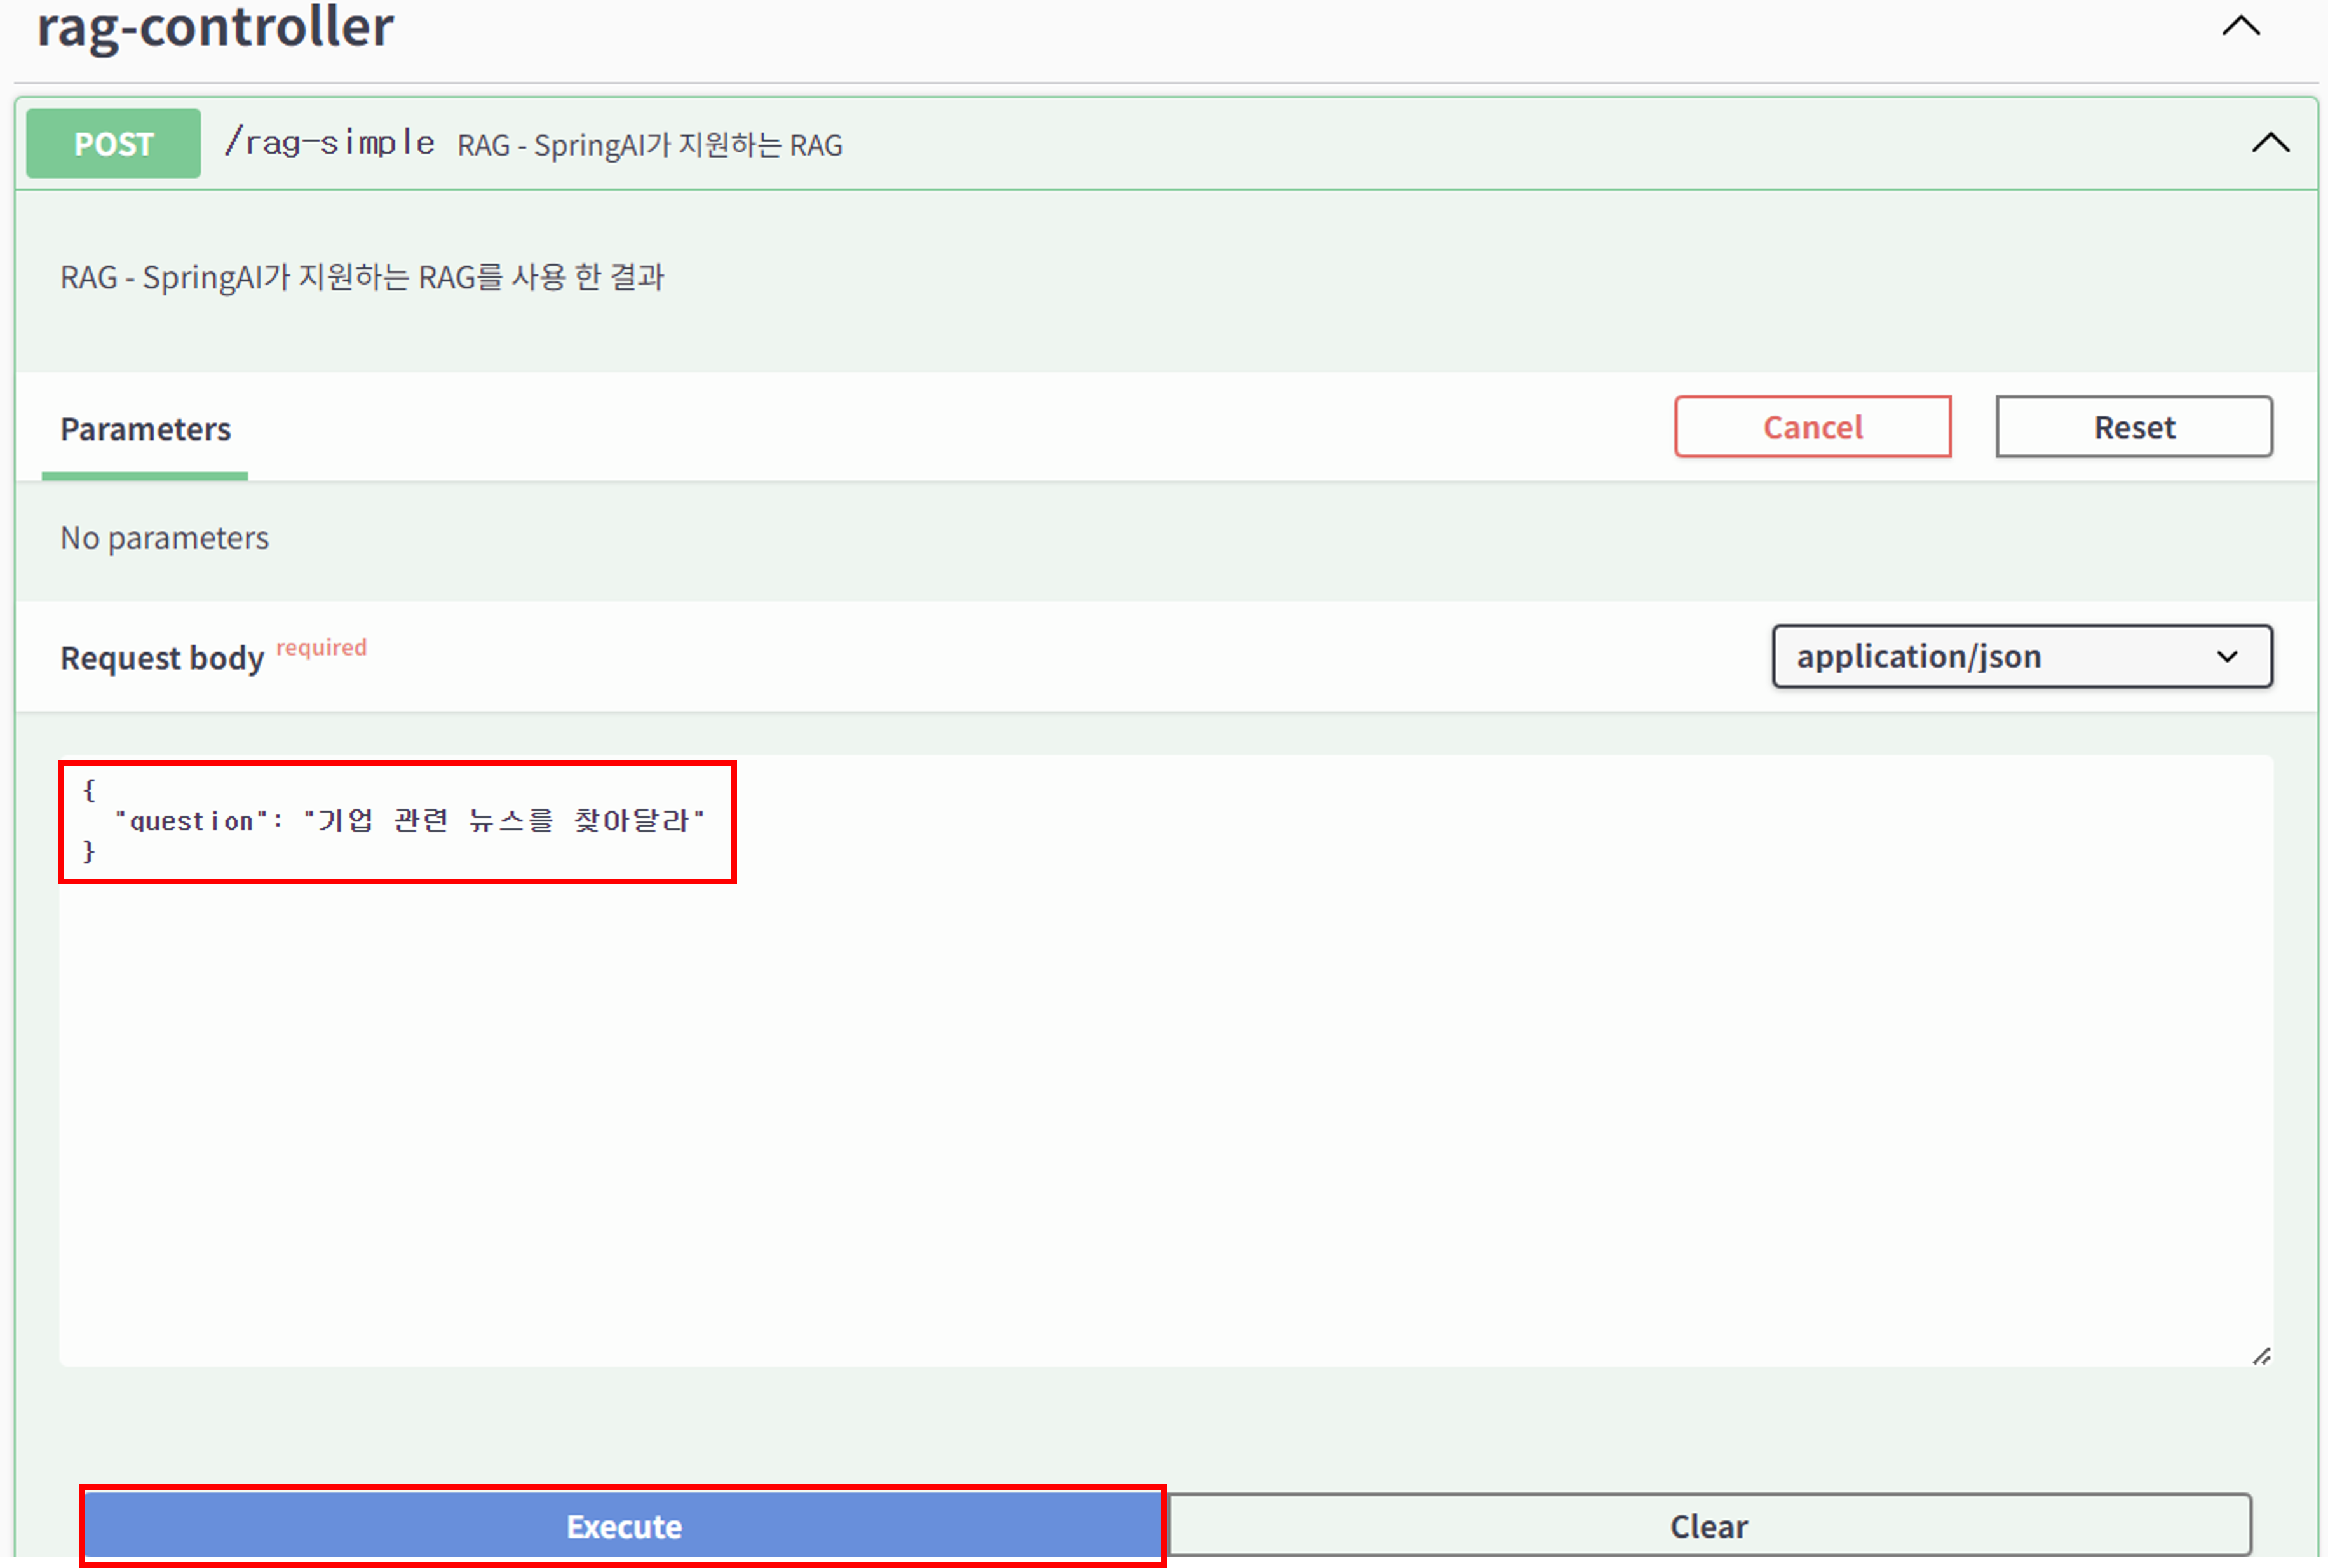 rag-controller
POST /rag-simple RAG - SpringAI가 지원하는 RAG
RAG - SpringAI가 지원하는 RAG를 사용 한 결과
Parameters Cancel Reset
No parameters
Request body required application/json
{
"question": "기업 관련 뉴스를 찾아달라"
}
Execute Clear